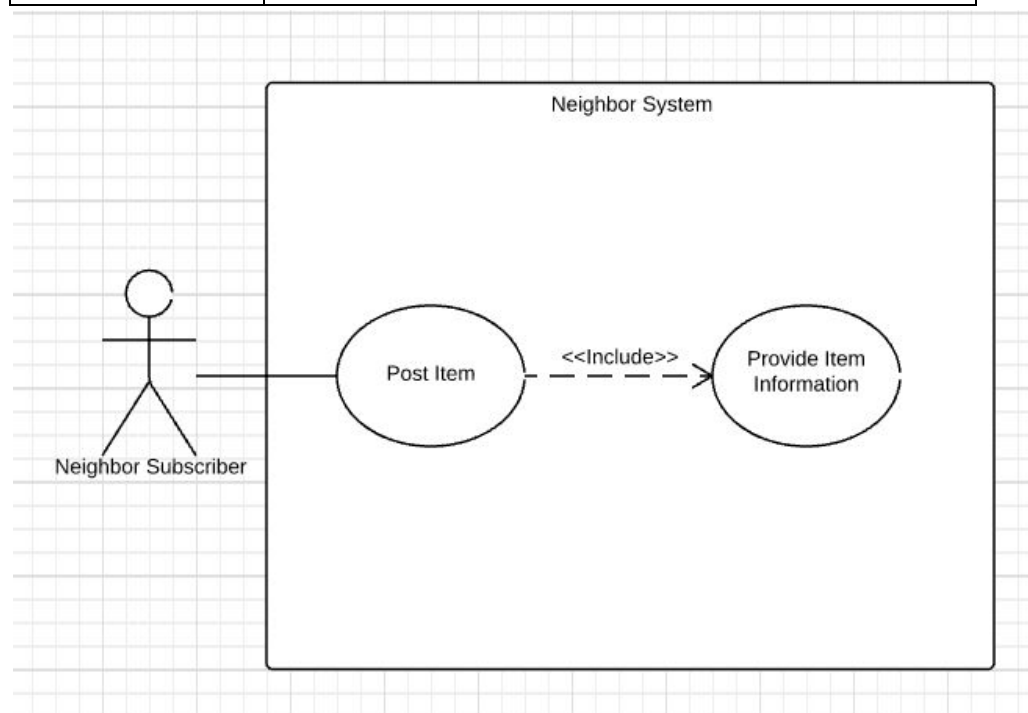 Neighbor System
Post Item
<<Include>>
Provide Item
Information
Neighbor Subscriber